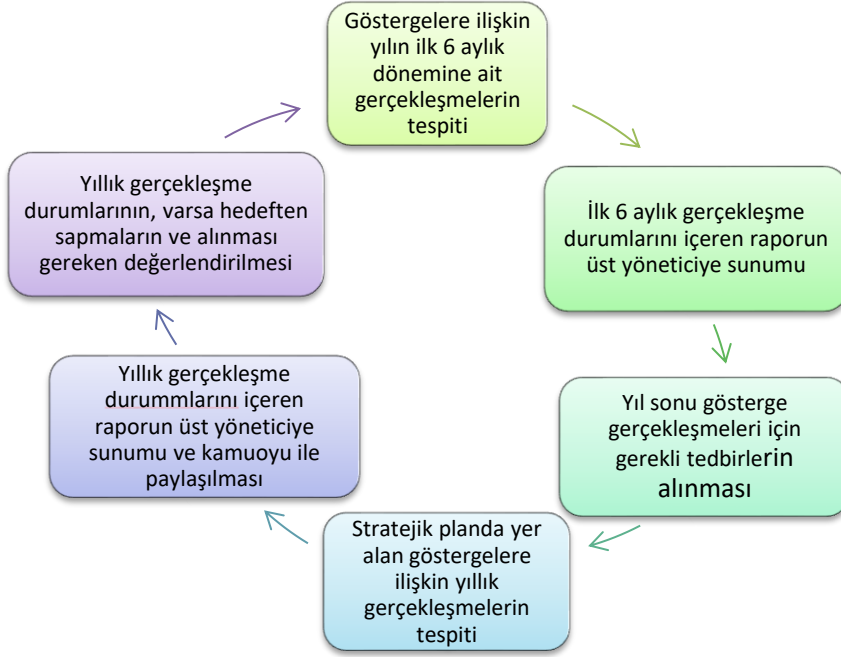 Göstergelere ilişkin
yılın ilk 6 aylık
dönemine ait
gerçekleşmelerin
tespiti
İlk 6 aylık gerçekleşme
durumlarını içeren raporun
üst yöneticiye sunumu
Yıl sonu gösterge
gerçekleşmeleri için
gerekli tedbirlerin
alınması
Stratejik planda yer
alan göstergelere
ilişkin yıllık
gerçekleşmelerin
tespiti
Yıllık gerçekleşme
durummlarını içeren
raporun üst yöneticiye
sunumu ve kamuoyu ile
paylaşılması
Yıllık gerçekleşme
durumlarının, varsa hedeften
sapmaların ve alınması
gereken değerlendirilmesi